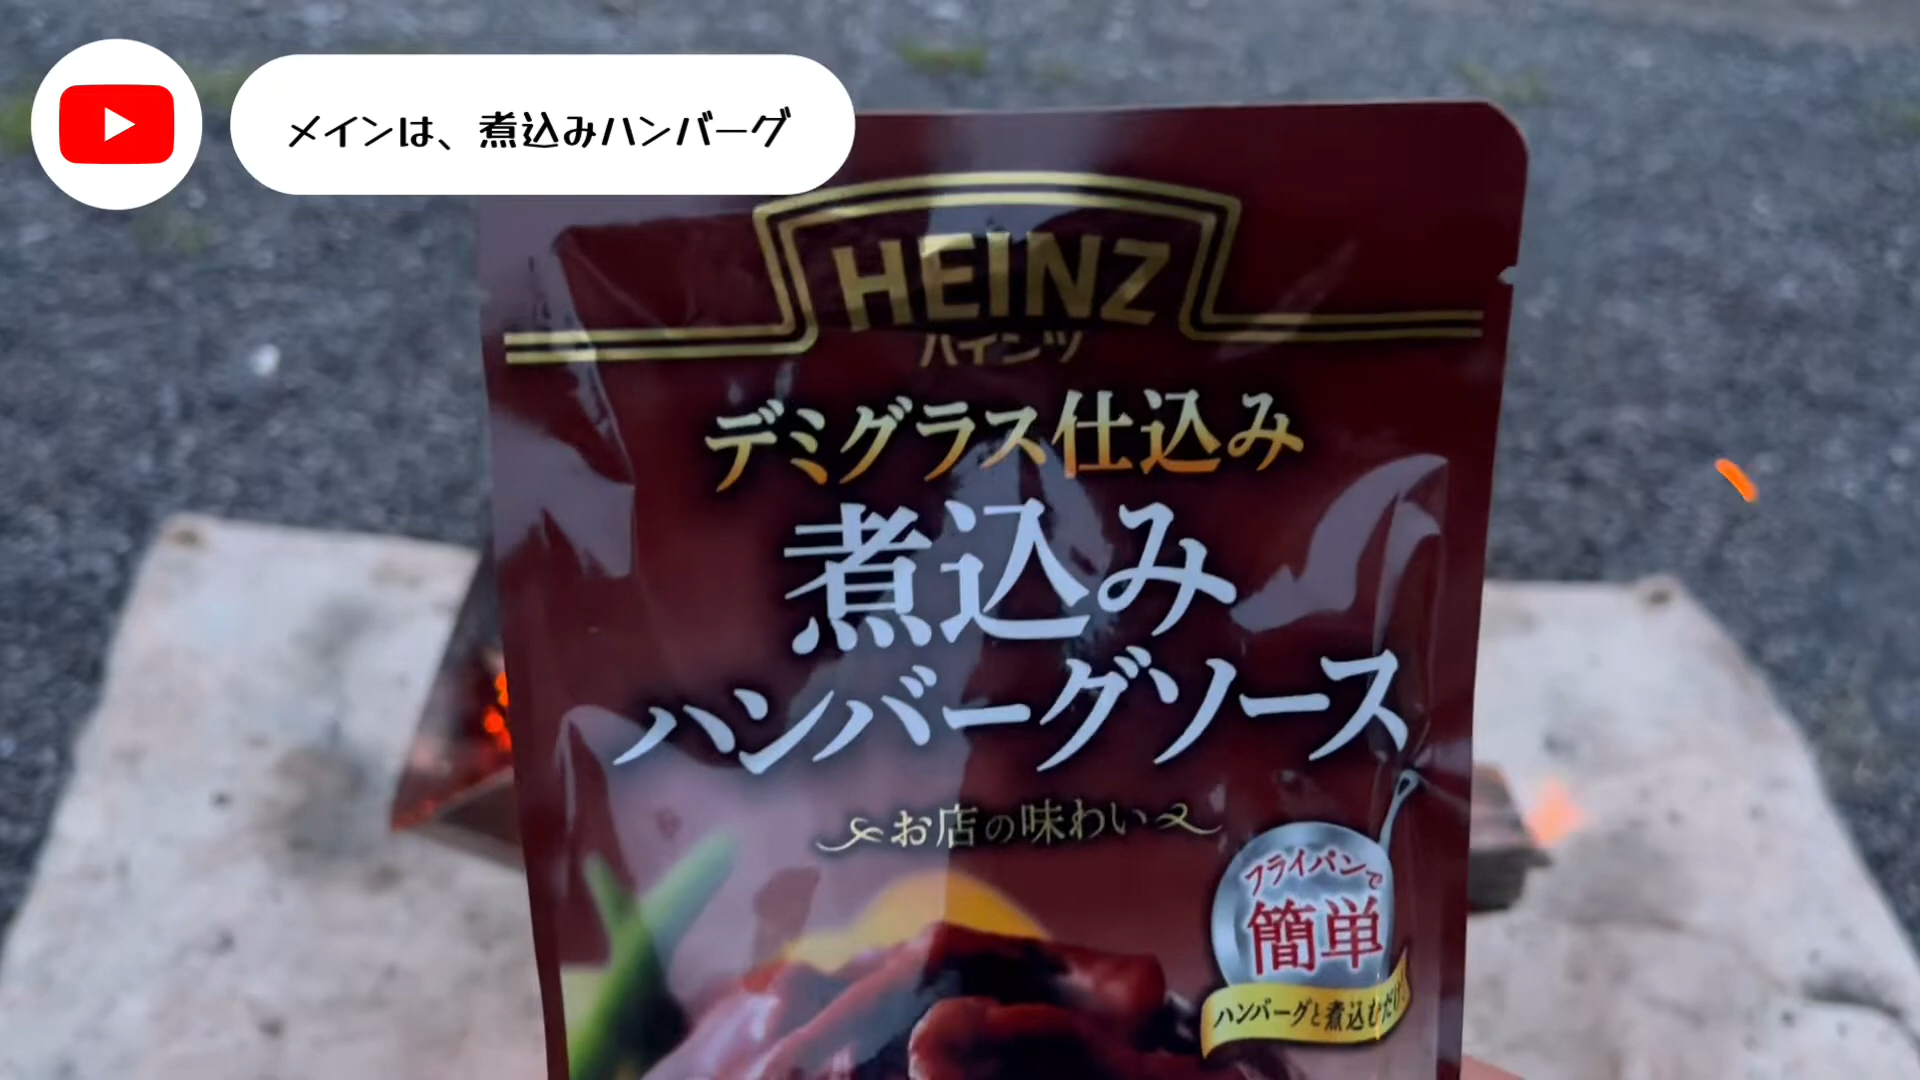 メインは、煮込みハンバーグ
HEINZ
ハインツ
デミグラス仕込み
煮込み
ハンバーグソース
お店の味わい
フライパンで
簡単
ハンバーグと煮込むだけ!